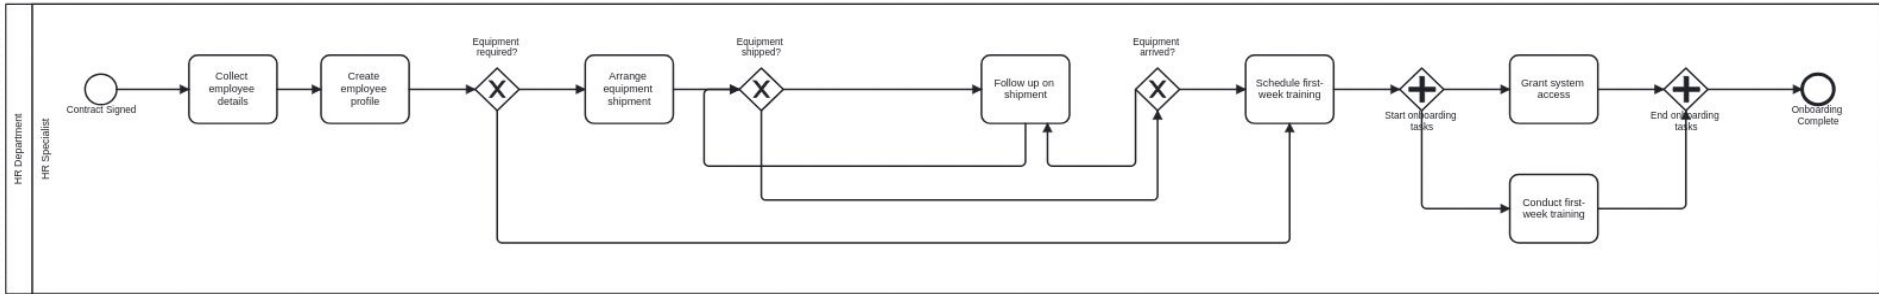 HR Department
HR Specialist
Contract Signed
Collect
employee
details
Create
employee
profile
Equipment
required?
Arrange
equipment
shipment
Equipment
shipped?
Follow up on
shipment
Equipment
arrived?
Schedule first-
week training
Start onboarding
tasks
Grant system
access
Conduct first-
week training
End onboarding
tasks
Onboarding
Complete